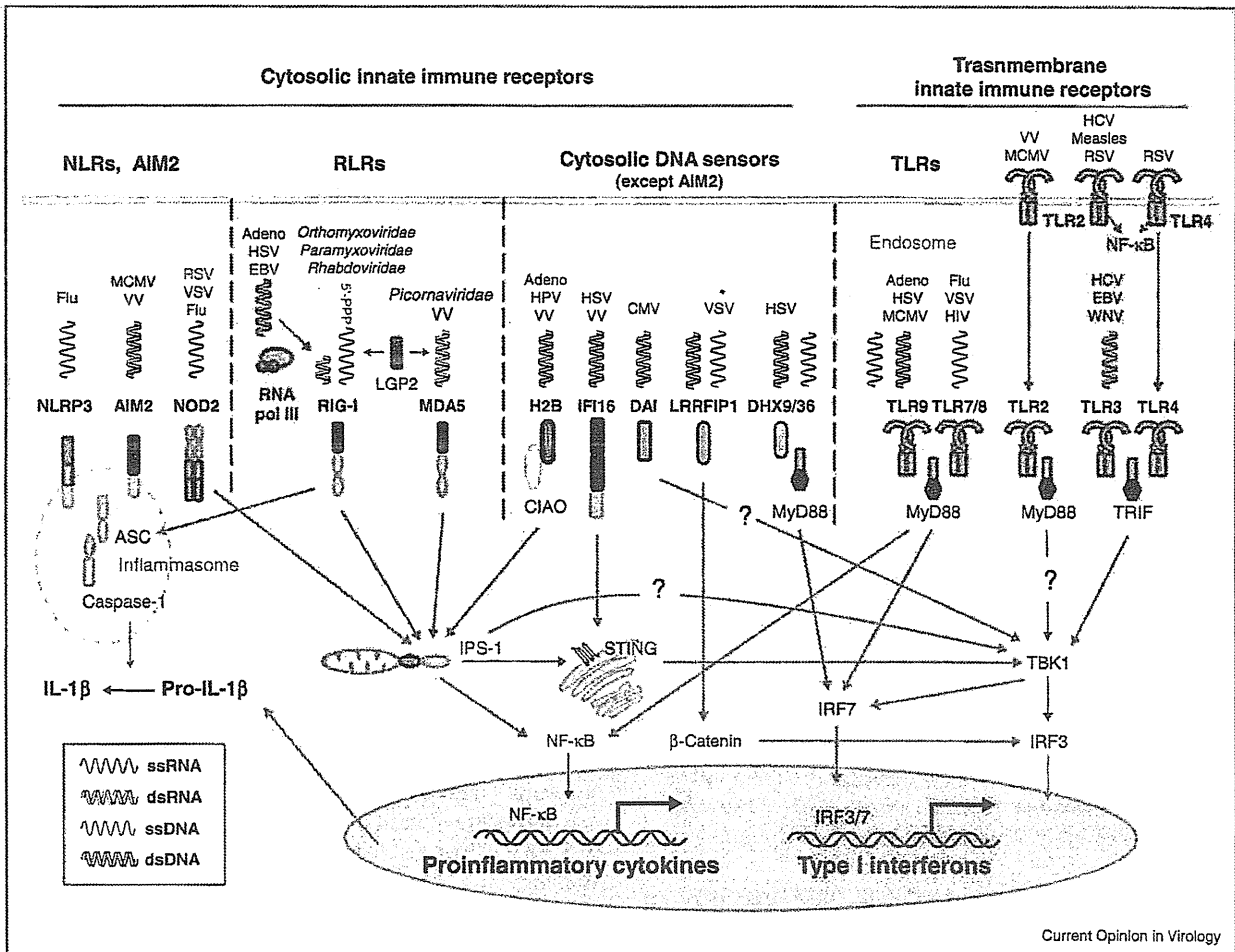 Cytosolic innate immune receptors
Trasnmembrane
innate immune receptors
NLRs, AIM2
RLRs
Cytosolic DNA sensors
(except AIM2)
TLRs
VV
MCMV
HCV
Measles
RSV
RSV
TLR2
TLR4
NF-κB
Endosome
Flu
MCMV
VV
RSV
VSV
Flu
Adeno
HSV
EBV
Orthomyxoviridae
Paramyxoviridae
Rhabdoviridae
5'-ppp
Picornaviridae
VV
Adeno
HPV
VV
HSV
VV
CMV
VSV
HSV
Adeno
HSV
MCMV
Flu
VSV
HIV
HCV
EBV
WNV
LGP2
NLRP3
AIM2
NOD2
RNA
pol III
RIG-I
MDA5
H2B
IFI16
DAI
LRRFIP1
DHX9/36
TLR9
TLR7/8
TLR2
TLR3
TLR4
CIAO
MyD88
MyD88
MyD88
TRIF
ASC
Inflammasome
Caspase-1
?
?
?
IPS-1
STING
TBK1
IL-1β
Pro-IL-1β
IRF7
NF-κB
β-Catenin
IRF3
ssRNA
dsRNA
ssDNA
dsDNA
NF-κB
IRF3/7
Proinflammatory cytokines
Type I interferons
Current Opinion in Virology